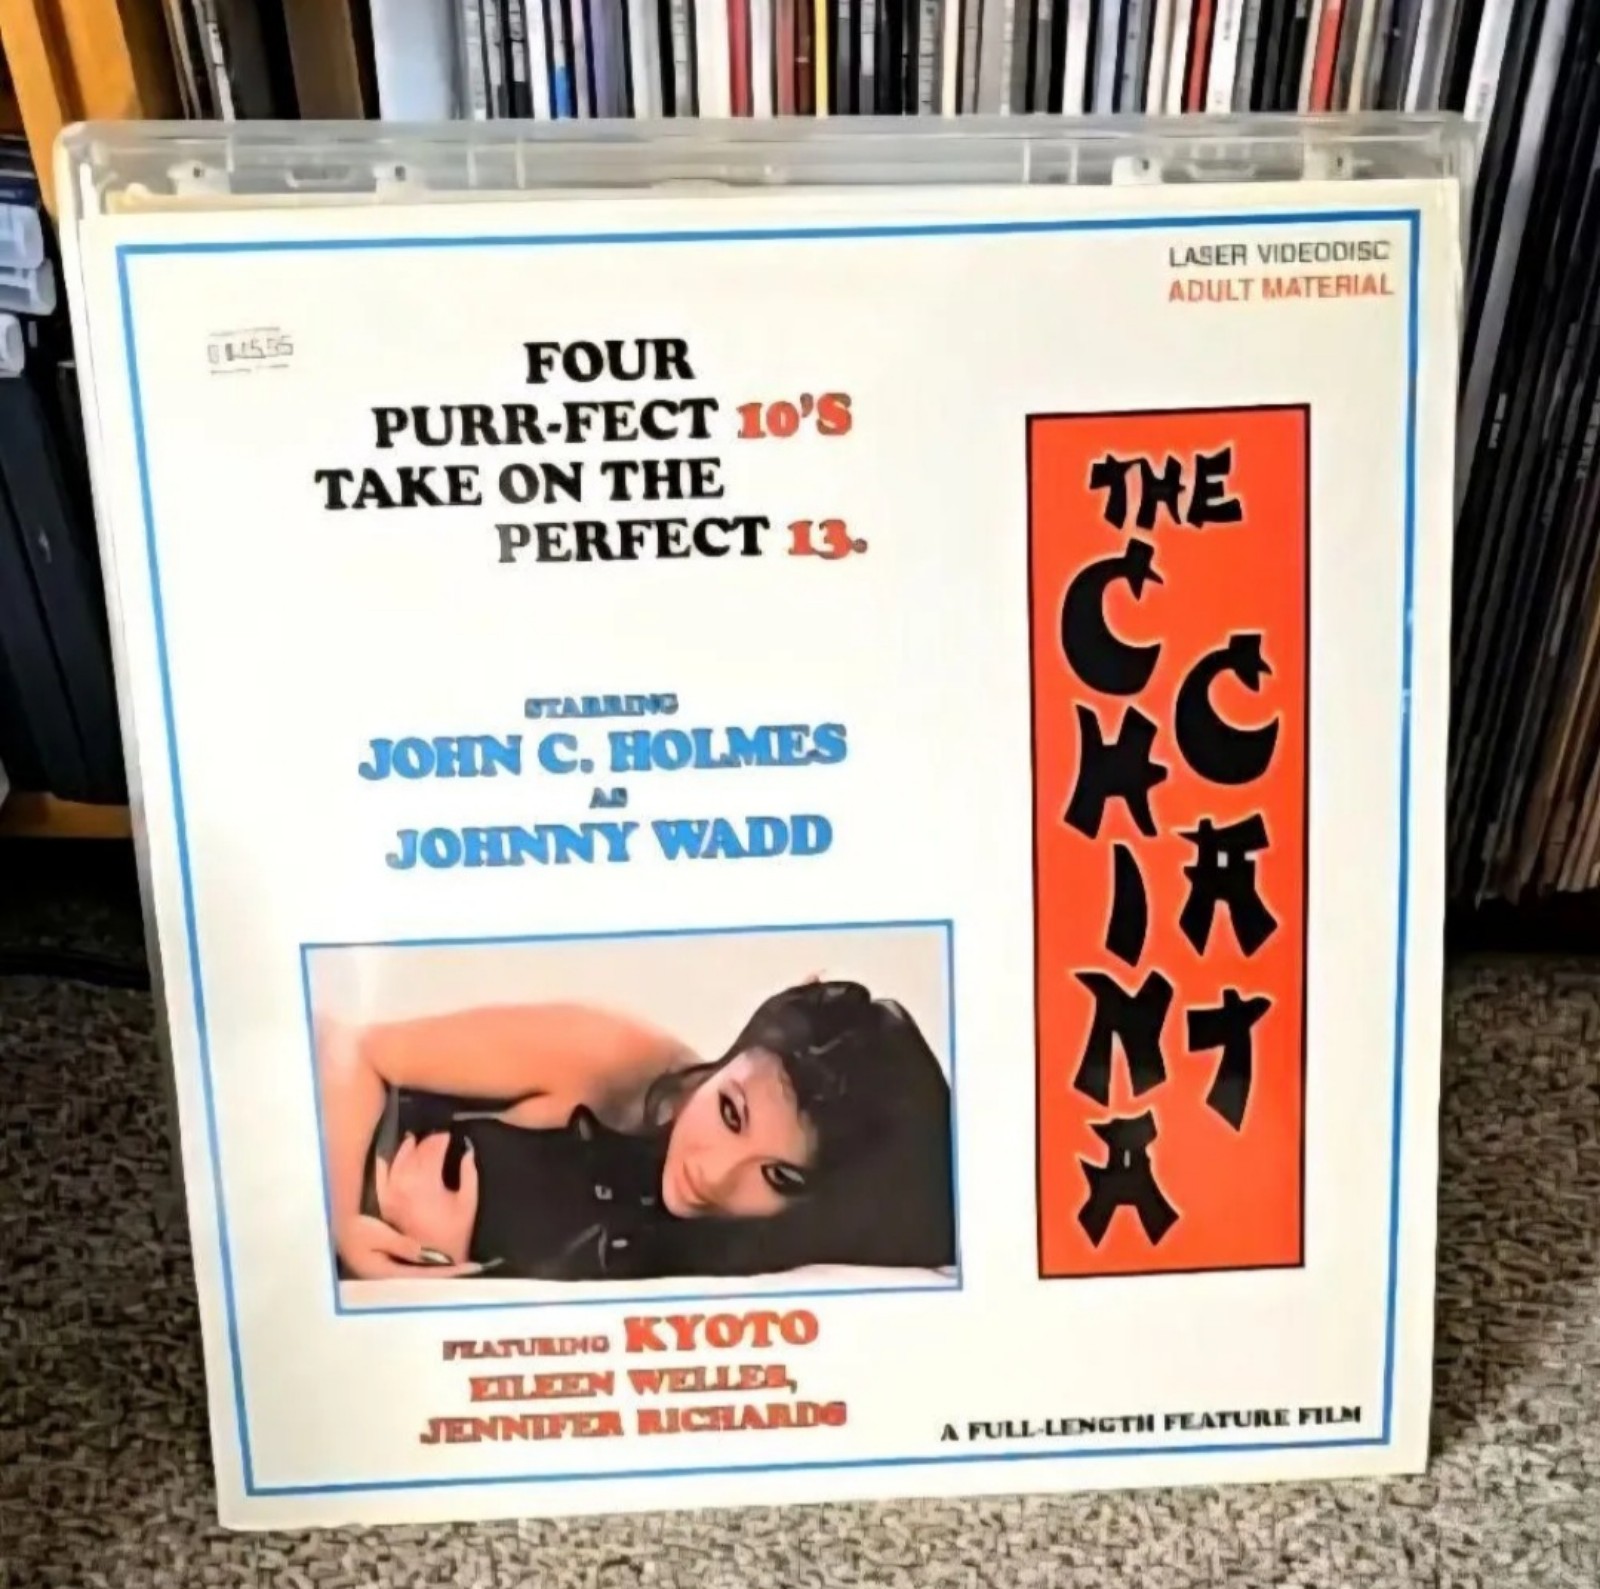 LASER VIDEODISC
ADULT MATERIAL
FOUR
PURR-FECT 10'S
TAKE ON THE
PERFECT 13.
THE
CHINA
CAT
STARRING
JOHN C. HOLMES
AS
JOHNNY WADD
FEATURING KYOTO
EILEEN WELLES,
JENNIFER RICHARDS
A FULL-LENGTH FEATURE FILM